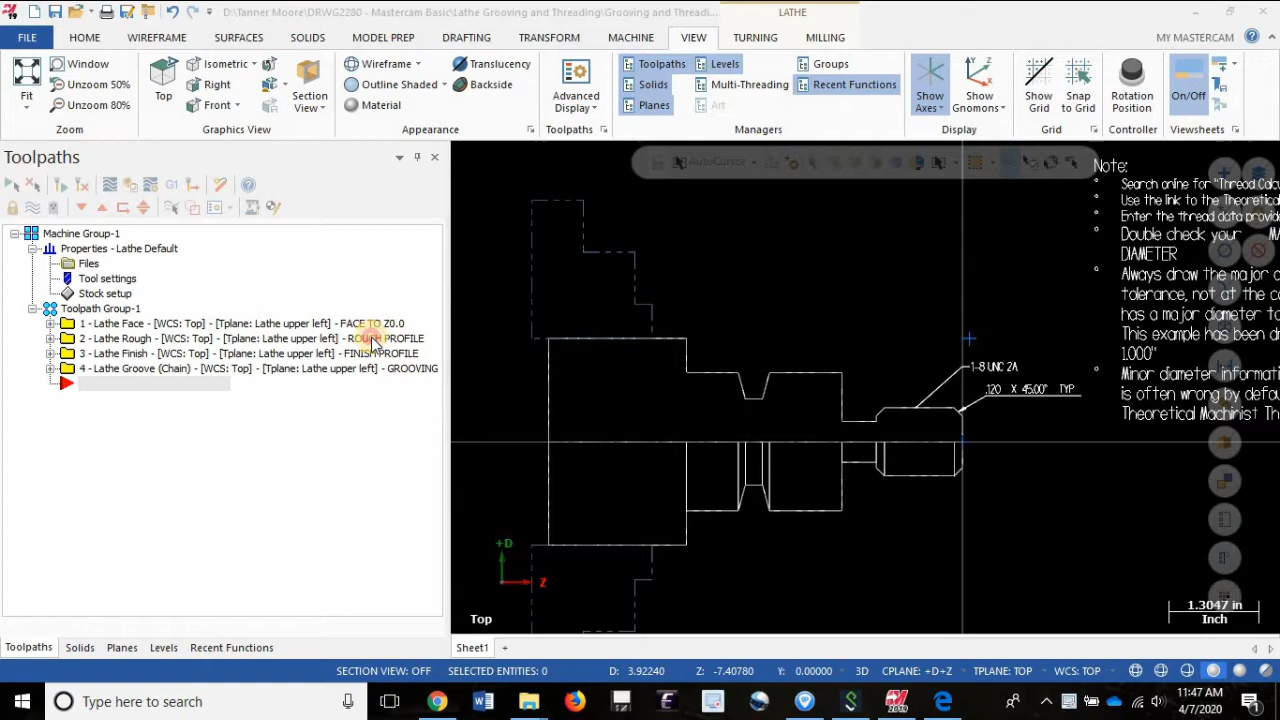 19
D:\Tanner.Moore\DRWG2280 - Mastercam Basic\Lathe Grooving and Threading\Grooving and Threadi...
LATHE
FILE HOME WIREFRAME SURFACES SOLIDS MODEL PREP DRAFTING TRANSFORM MACHINE VIEW TURNING MILLING MY MASTERCAM
Window Isometric Wireframe Translucency Toolpaths Levels Groups
Fit Unzoom 50% Top Right Section View Outline Shaded Backside Advanced Display Solids Multi-Threading Recent Functions Show Axes Show Gnomons Show Grid Snap to Grid Rotation Position On/Off
Unzoom 80% Front Material Planes Art
Zoom Graphics View Appearance Toolpaths Managers Display Grid Controller Viewsheets
Toolpaths
AutoCursor
G1
Machine Group-1
Properties - Lathe Default
Files
Tool settings
Stock setup
Toolpath Group-1
1 - Lathe Face - [WCS: Top] - [Tplane: Lathe upper left] - FACE TO Z0.0
2 - Lathe Rough - [WCS: Top] - [Tplane: Lathe upper left] - ROUGH PROFILE
3 - Lathe Finish - [WCS: Top] - [Tplane: Lathe upper left] - FINISH PROFILE
4 - Lathe Groove (Chain) - [WCS: Top] - [Tplane: Lathe upper left] - GROOVING
Note:
° Search online for "Thread Calcu
° Use the link to the Theoretical
° Enter the thread data provide
° Double check your MA
DIAMETER
° Always draw the major d
tolerance, not at the c
has a major diameter t
This example has been dr
1.000"
° Minor diameter informati
is often wrong by defau
Theoretical Machinist Th
1-8 UNC 2A
.120 X 45.00° TYP
+D
Z
Top
1.3047 in
Inch
Toolpaths Solids Planes Levels Recent Functions
Sheet1 +
SECTION VIEW: OFF SELECTED ENTITIES: 0 D: 3.92240 Z: -7.40780 Y: 0.00000 3D CPLANE: +D+Z TPLANE: TOP WCS: TOP
Type here to search
11:47 AM
4/7/2020